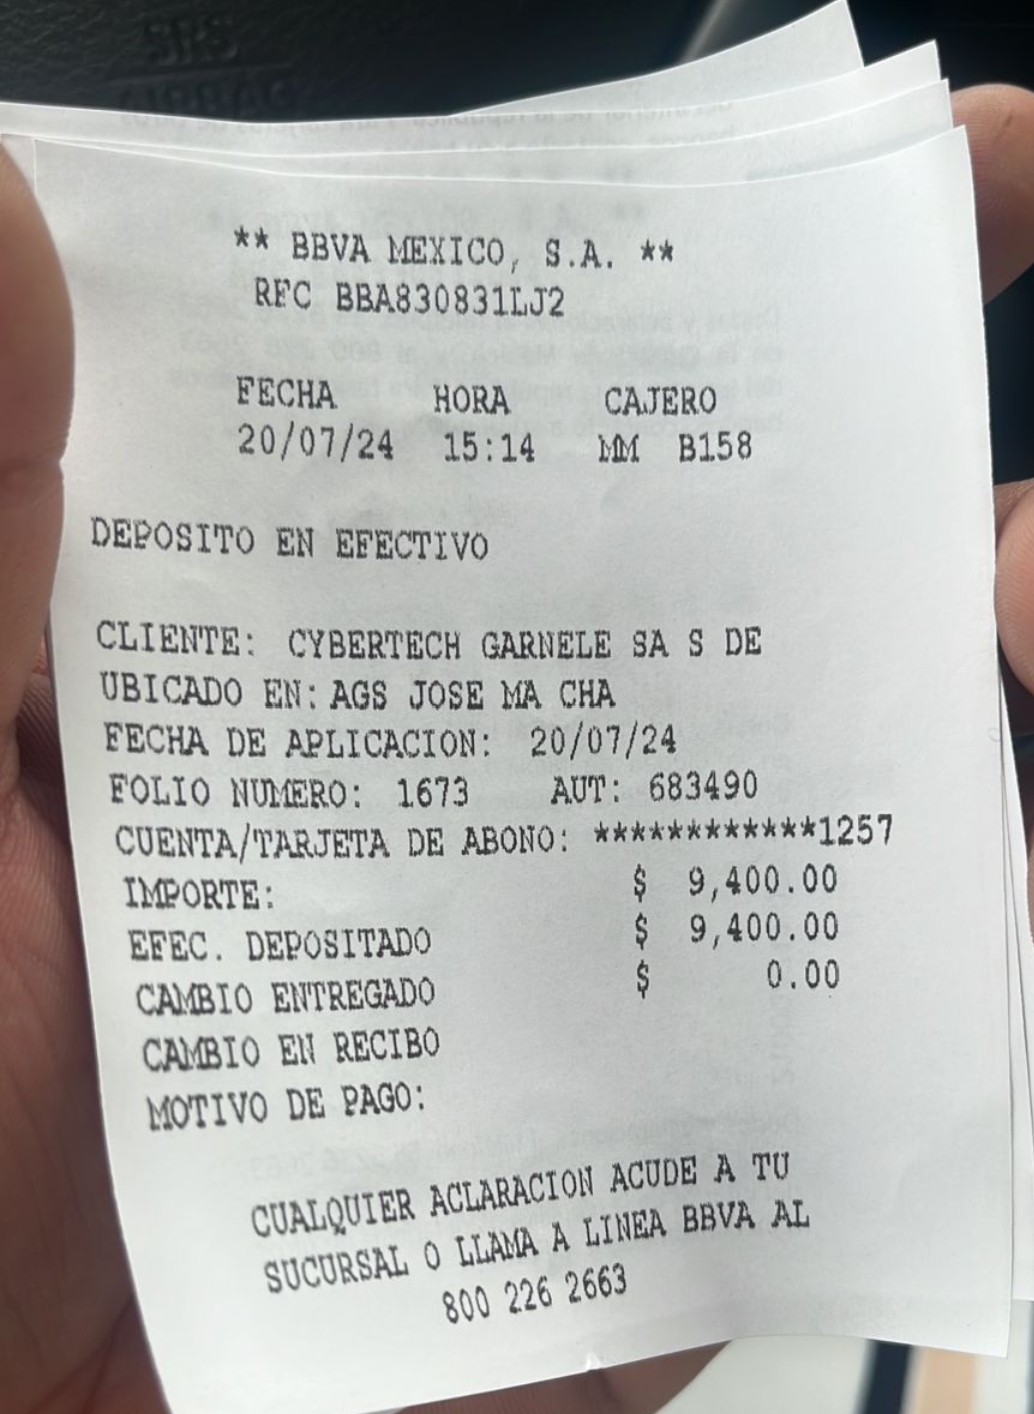 ** BBVA MEXICO, S.A. **
RFC BBA830831LJ2
FECHA HORA CAJERO
20/07/24 15:14 MM B158
DEPOSITO EN EFECTIVO
CLIENTE: CYBERTECH GARNELE SA S DE
UBICADO EN: AGS JOSE MA CHA
FECHA DE APLICACION: 20/07/24
FOLIO NUMERO: 1673 AUT: 683490
CUENTA/TARJETA DE ABONO: ************1257
IMPORTE: $ 9,400.00
EFEC. DEPOSITADO $ 9,400.00
CAMBIO ENTREGADO $ 0.00
CAMBIO EN RECIBO
MOTIVO DE PAGO:
CUALQUIER ACLARACION ACUDE A TU
SUCURSAL O LLAMA A LINEA BBVA AL
800 226 2663